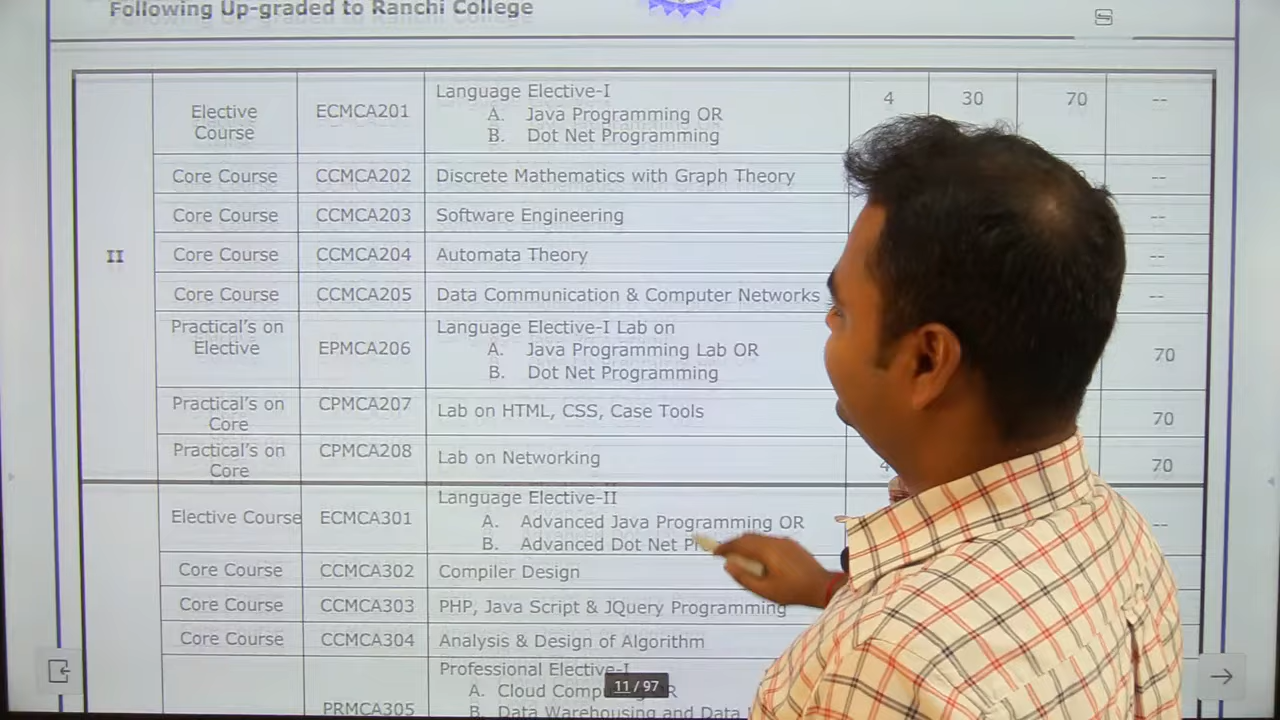 Following Up-graded to Ranchi College
II
Elective Course
ECMCA201
Language Elective-I
A. Java Programming OR
B. Dot Net Programming
4 30 70 --
Core Course CCMCA202 Discrete Mathematics with Graph Theory --
Core Course CCMCA203 Software Engineering --
Core Course CCMCA204 Automata Theory --
Core Course CCMCA205 Data Communication & Computer Networks --
Practical's on
Elective
EPMCA206
Language Elective-I Lab on
A. Java Programming Lab OR
B. Dot Net Programming
70
Practical's on
Core
CPMCA207
Lab on HTML, CSS, Case Tools
70
Practical's on
Core
CPMCA208
Lab on Networking
4 70
Elective Course
ECMCA301
Language Elective-II
A. Advanced Java Programming OR
B. Advanced Dot Net
--
Core Course CCMCA302 Compiler Design
Core Course CCMCA303 PHP, Java Script & JQuery Programming
Core Course CCMCA304 Analysis & Design of Algorithm
PRMCA305
Professional Elective-I
A. Cloud
B. Data Warehousing and Data
11 / 97